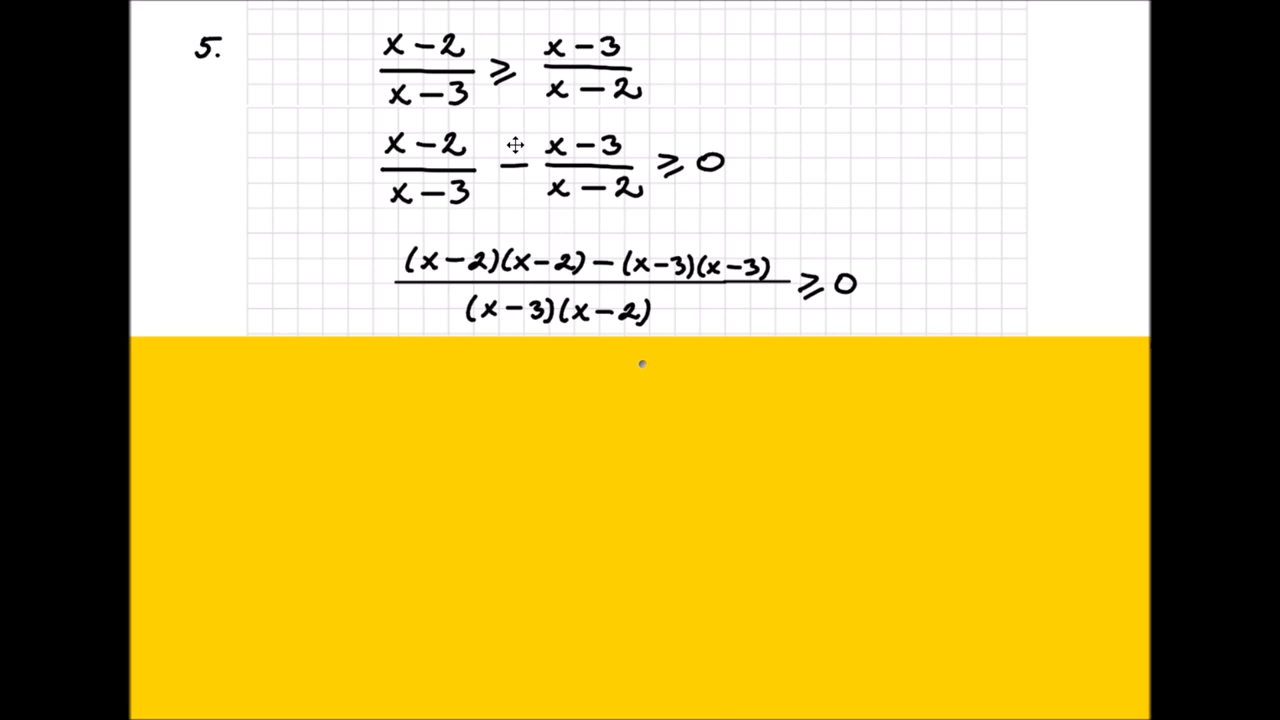 5. (x-2)/(x-3) ≥ (x-3)/(x-2)
(x-2)/(x-3) - (x-3)/(x-2) ≥ 0
((x-2)(x-2)-(x-3)(x-3))/((x-3)(x-2)) ≥ 0